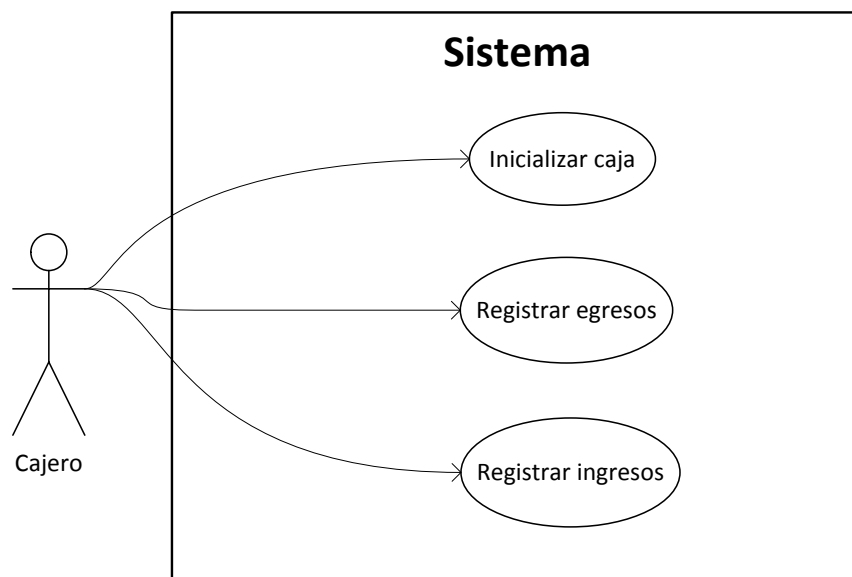 Sistema
Inicializar caja
Registrar egresos
Cajero
Registrar ingresos